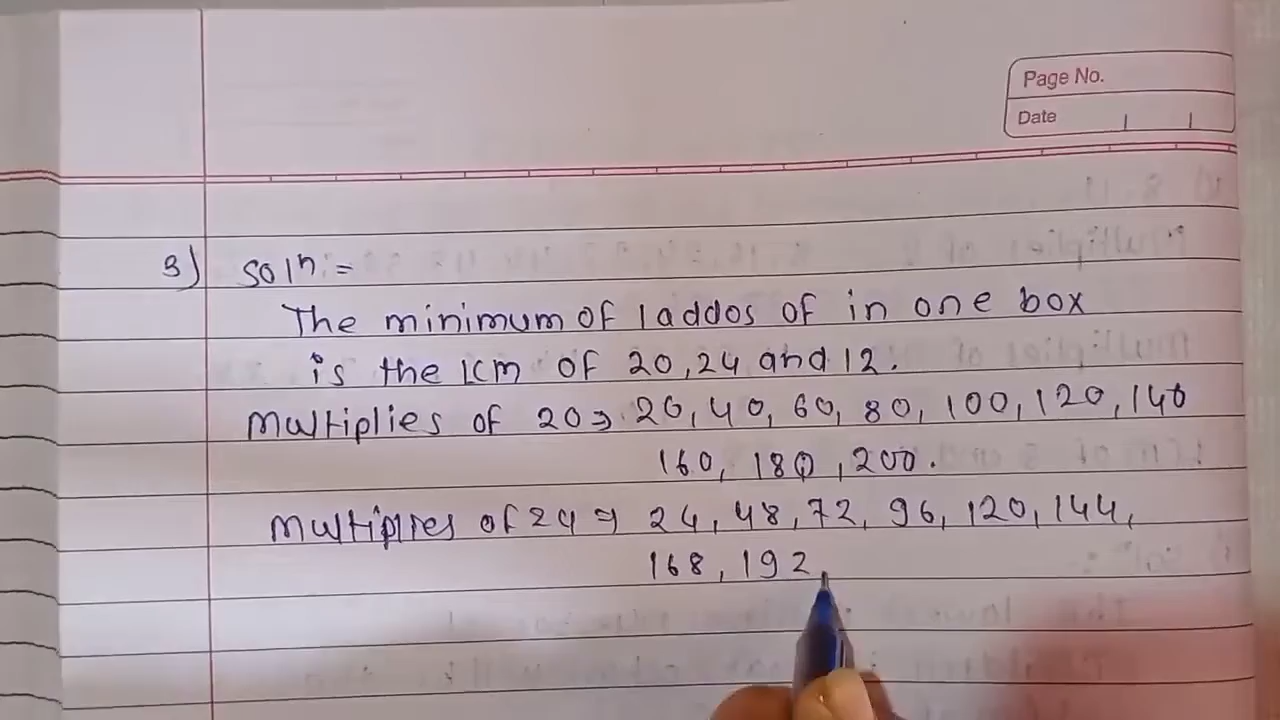 Page No.
Date
3) soln =
The minimum of laddos of in one box
is the lcm of 20, 24 and 12.
Multiplies of 20 ⇒ 20, 40, 60, 80, 100, 120, 140
160, 180, 200.
Multiplies of 24 ⇒ 24, 48, 72, 96, 120, 144,
168, 192,